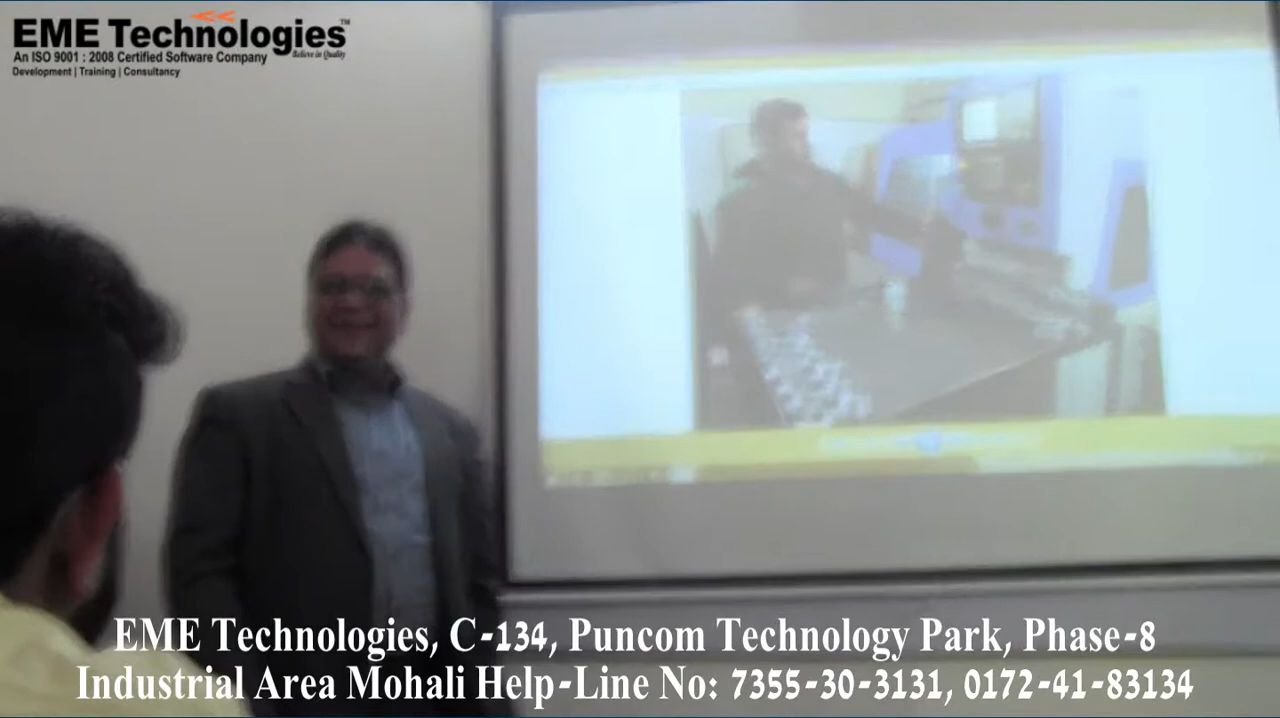 EME Technologies™
An ISO 9001 : 2008 Certified Software Company Believe in Quality
Development | Training | Consultancy
EME Technologies, C-134, Puncom Technology Park, Phase-8
Industrial Area Mohali Help-Line No: 7355-30-3131, 0172-41-83134